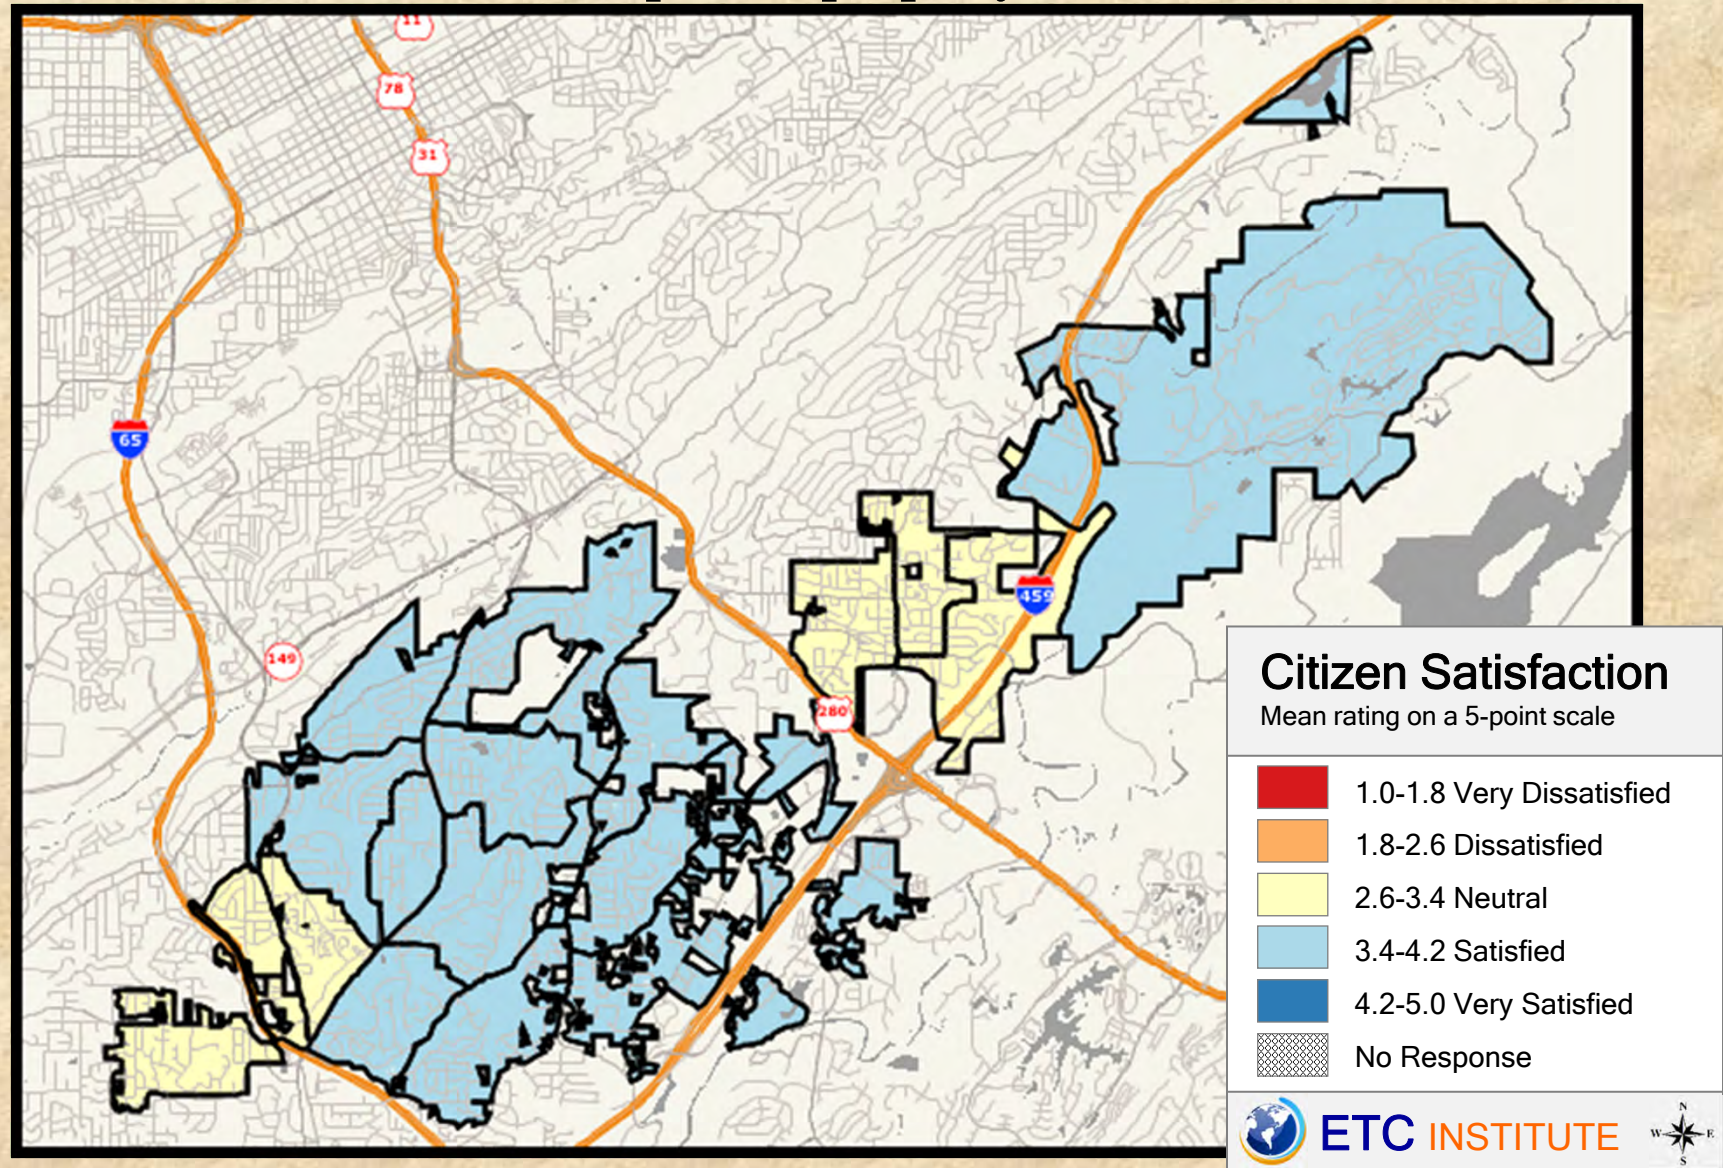 11
78
31
65
149
280
459
Citizen Satisfaction
Mean rating on a 5-point scale
1.0-1.8 Very Dissatisfied
1.8-2.6 Dissatisfied
2.6-3.4 Neutral
3.4-4.2 Satisfied
4.2-5.0 Very Satisfied
No Response
ETC INSTITUTE
N
W E
S